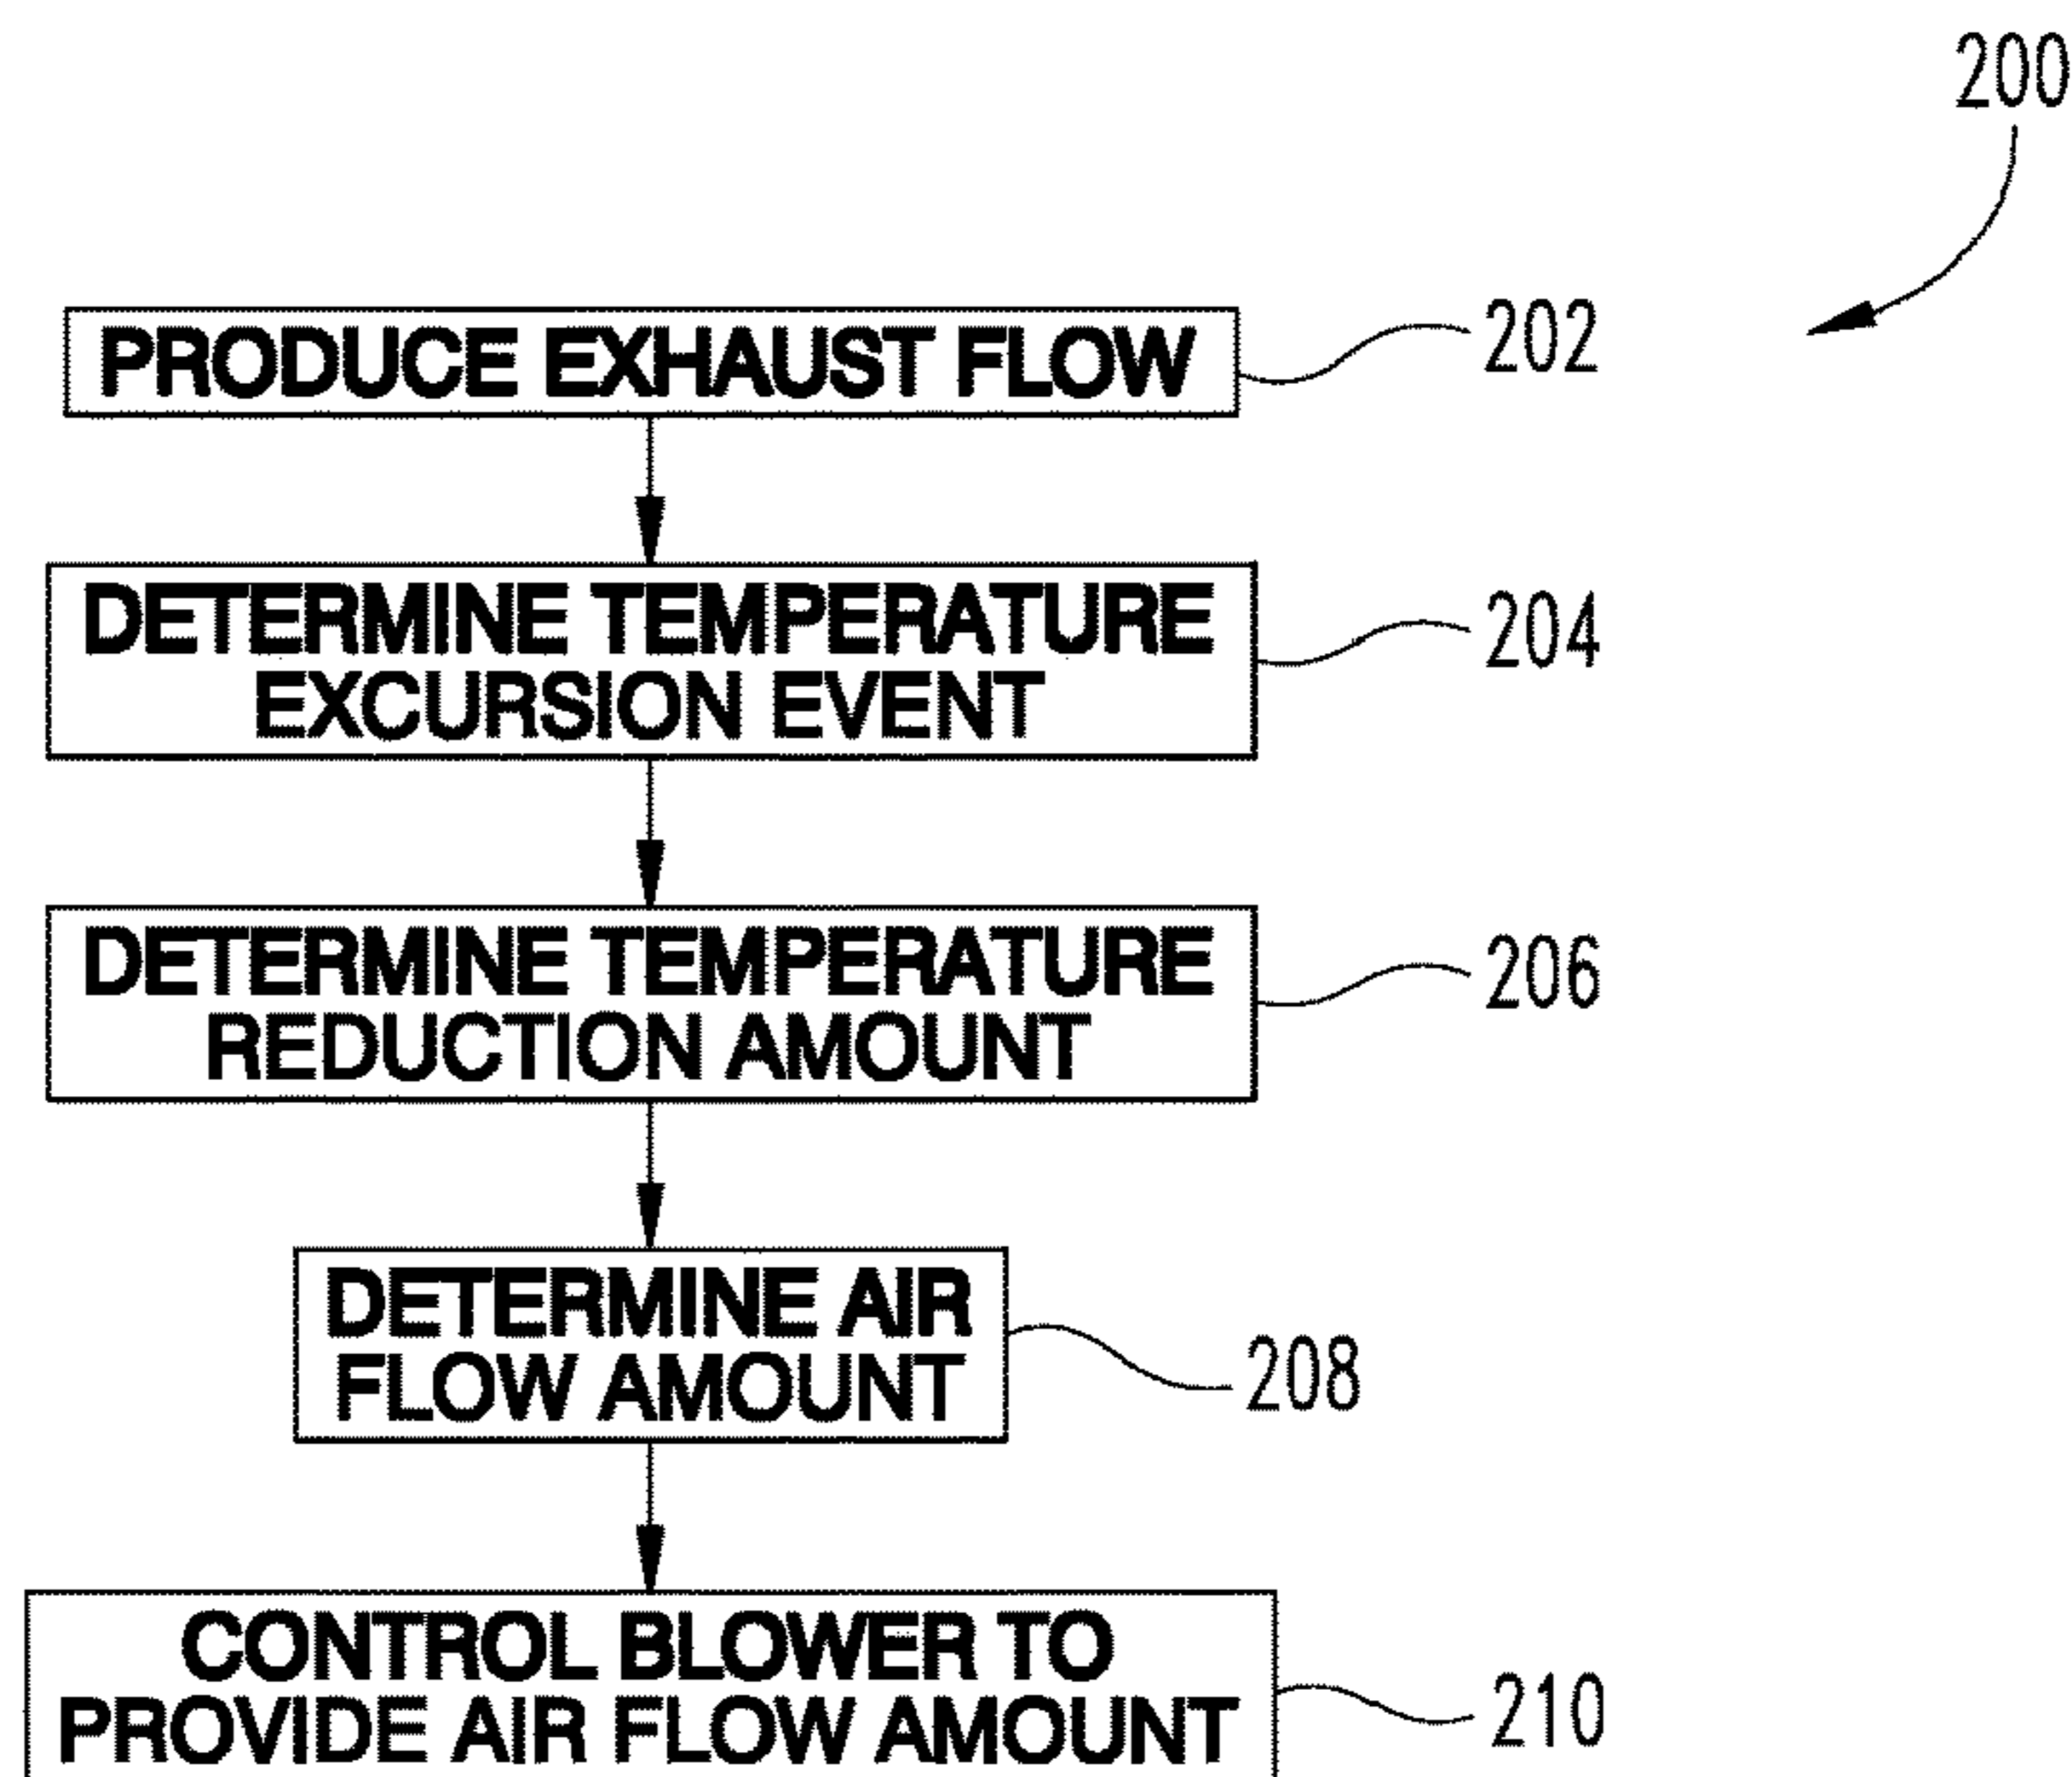 200
PRODUCE EXHAUST FLOW
202
DETERMINE TEMPERATURE
EXCURSION EVENT
204
DETERMINE TEMPERATURE
REDUCTION AMOUNT
206
DETERMINE AIR
FLOW AMOUNT
208
CONTROL BLOWER TO
PROVIDE AIR FLOW AMOUNT
210